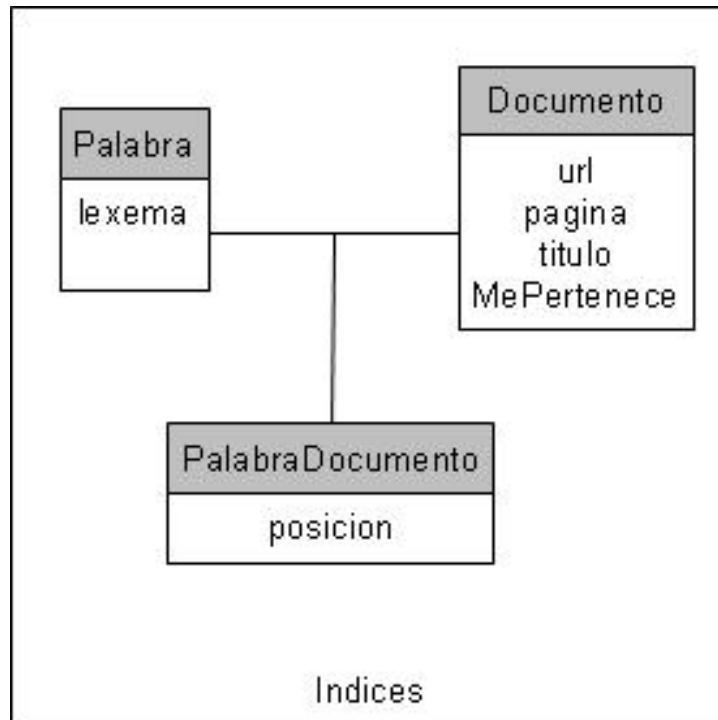 Palabra
lexema
Documento
url
pagina
titulo
MePertenece
PalabraDocumento
posicion
Indices